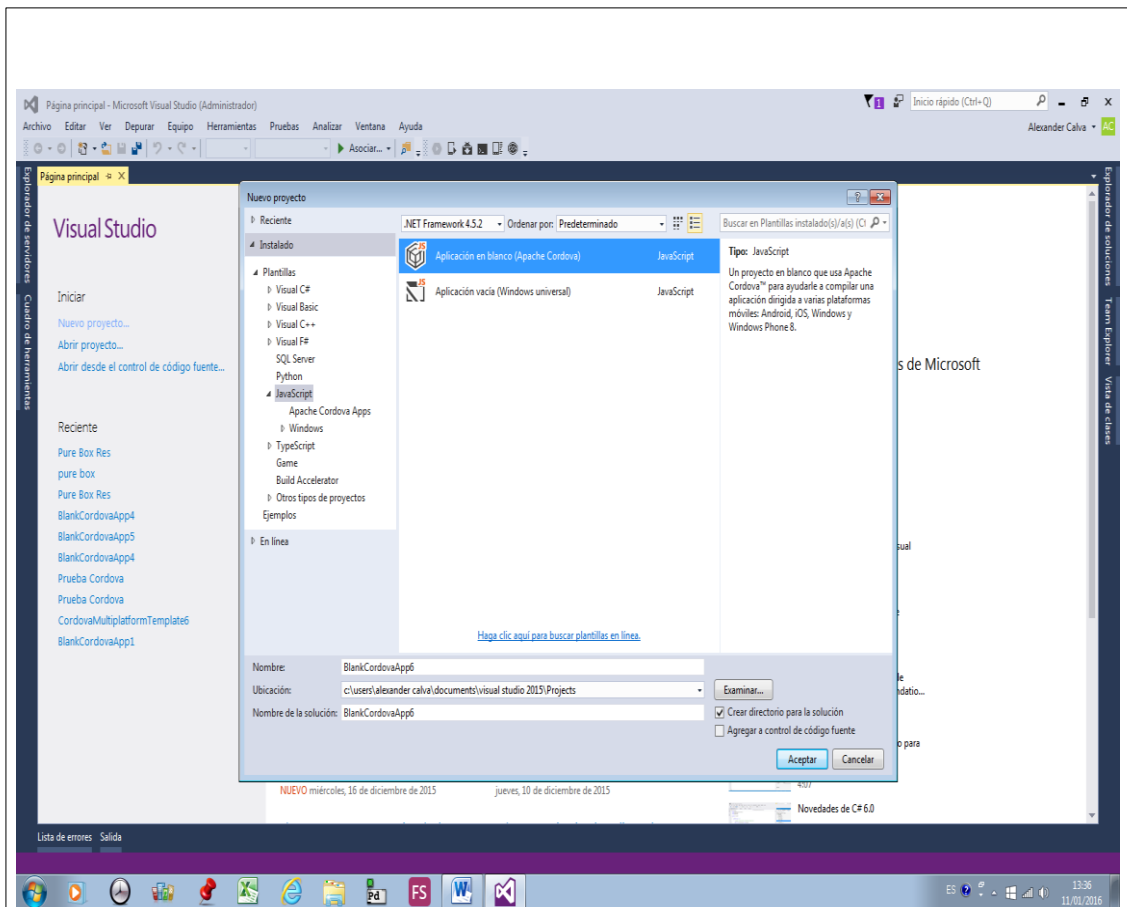 Página principal - Microsoft Visual Studio (Administrador)
1
Inicio rápido (Ctrl+Q)
Archivo Editar Ver Depurar Equipo Herramientas Pruebas Analizar Ventana Ayuda
Alexander Calva AC
Asociar...
Página principal
Explorador de servidores Cuadro de herramientas
Explorador de soluciones Team Explorer Vista de clases
Visual Studio
Iniciar
Nuevo proyecto...
Abrir proyecto...
Abrir desde el control de código fuente...
Reciente
Pure Box Res
pure box
Pure Box Res
BlankCordovaApp4
BlankCordovaApp5
BlankCordovaApp4
Prueba Cordova
Prueba Cordova
CordovaMultiplatformTemplate6
BlankCordovaApp1
Nuevo proyecto
Reciente
.NET Framework 4.5.2 Ordenar por: Predeterminado
Buscar en Plantillas instalado(s)/a(s) (Ct
Instalado
Plantillas
Visual C#
Visual Basic
Visual C++
Visual F#
SQL Server
Python
JavaScript
Apache Cordova Apps
Windows
TypeScript
Game
Build Accelerator
Otros tipos de proyectos
Ejemplos
En línea
Aplicación en blanco (Apache Cordova) JavaScript
Aplicación vacía (Windows universal) JavaScript
Haga clic aquí para buscar plantillas en línea.
Tipo: JavaScript
Un proyecto en blanco que usa Apache
Cordova™ para ayudarle a compilar una
aplicación dirigida a varias plataformas
móviles: Android, iOS, Windows y
Windows Phone 8.
Nombre: BlankCordovaApp6
Ubicación: c:\users\alexander calva\documents\visual studio 2015\Projects
Examinar...
Nombre de la solución: BlankCordovaApp6
Crear directorio para la solución
Agregar a control de código fuente
Aceptar Cancelar
s de Microsoft
sual
de
ndatio...
o para
NUEVO miércoles, 16 de diciembre de 2015 jueves, 10 de diciembre de 2015
4:07
Novedades de C# 6.0
Lista de errores Salida
Pd
FS
W
ES
13:36
11/01/2016